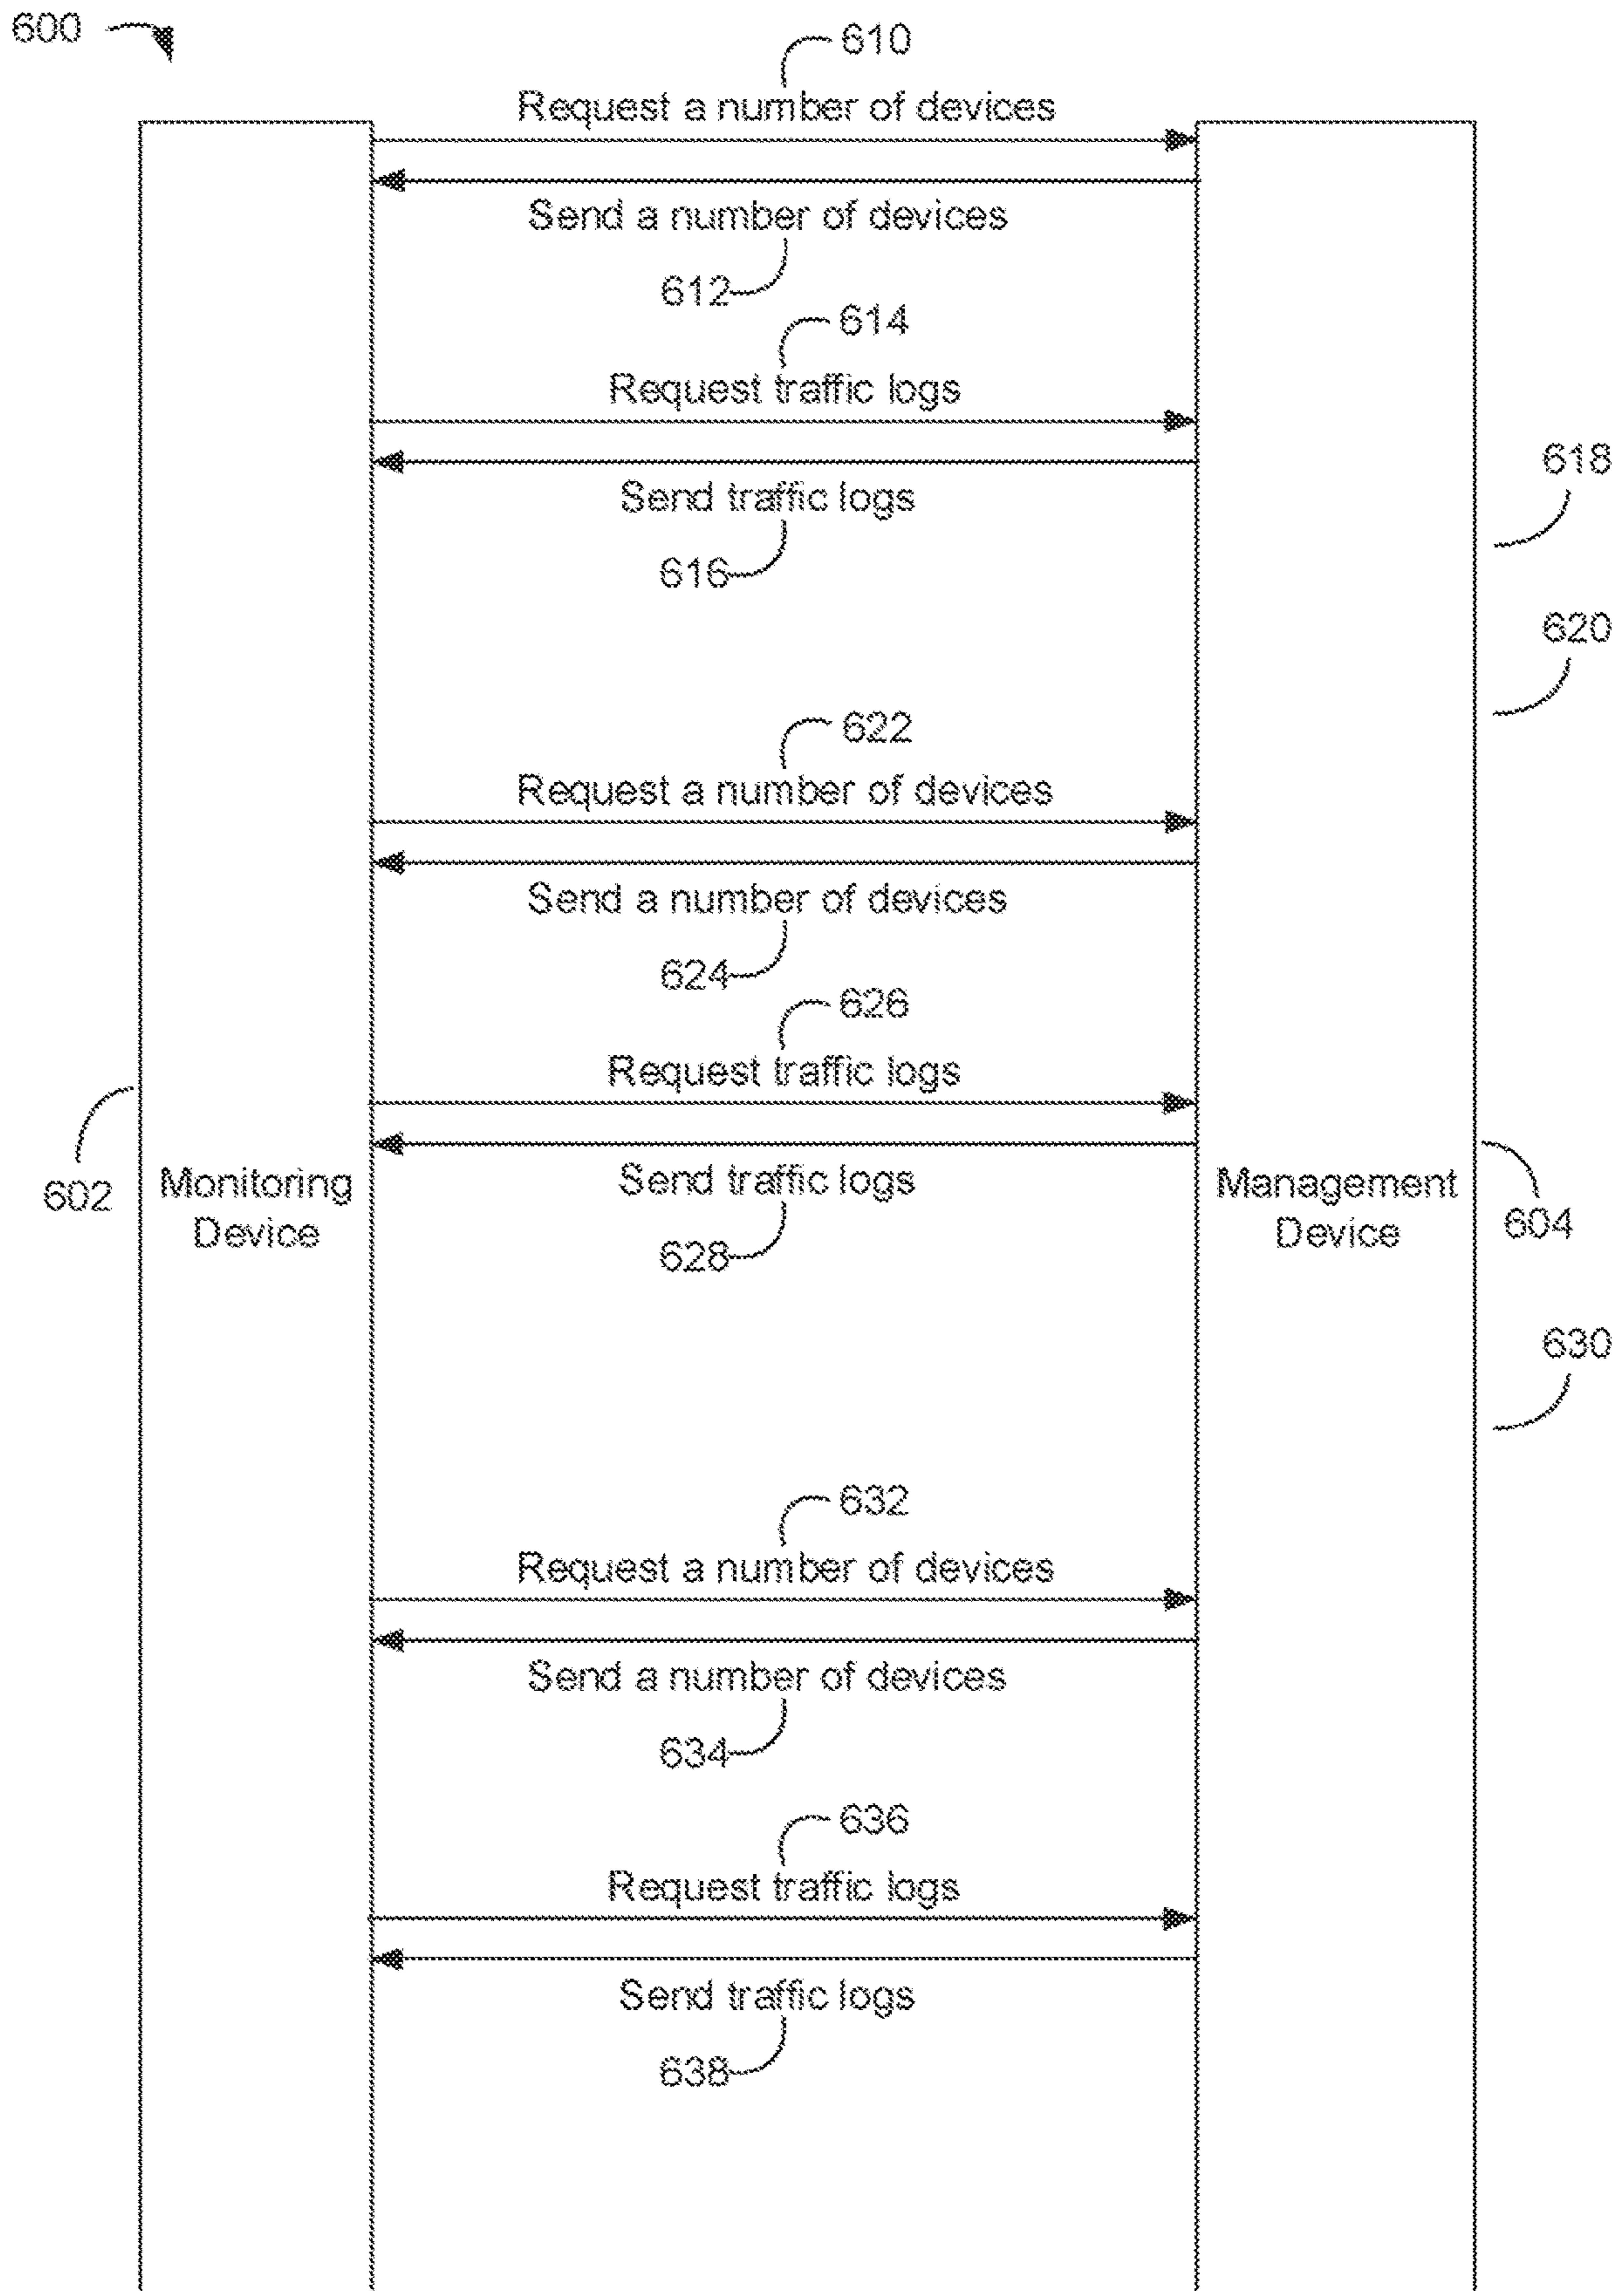 600
610
Request a number of devices
Send a number of devices
612
614
Request traffic logs
618
Send traffic logs
616
620
622
Request a number of devices
Send a number of devices
624
626
Request traffic logs
602
Monitoring
Device
Send traffic logs
628
Management
Device
604
630
632
Request a number of devices
Send a number of devices
634
636
Request traffic logs
Send traffic logs
638